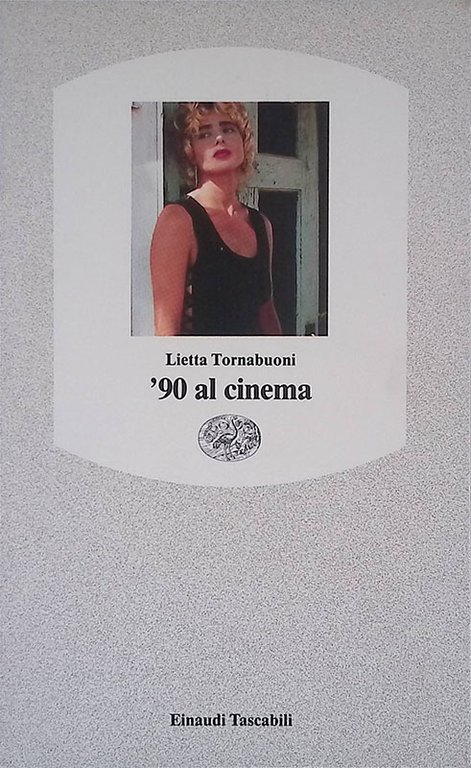 Lietta Tornabuoni
’90 al cinema
Einaudi Tascabili